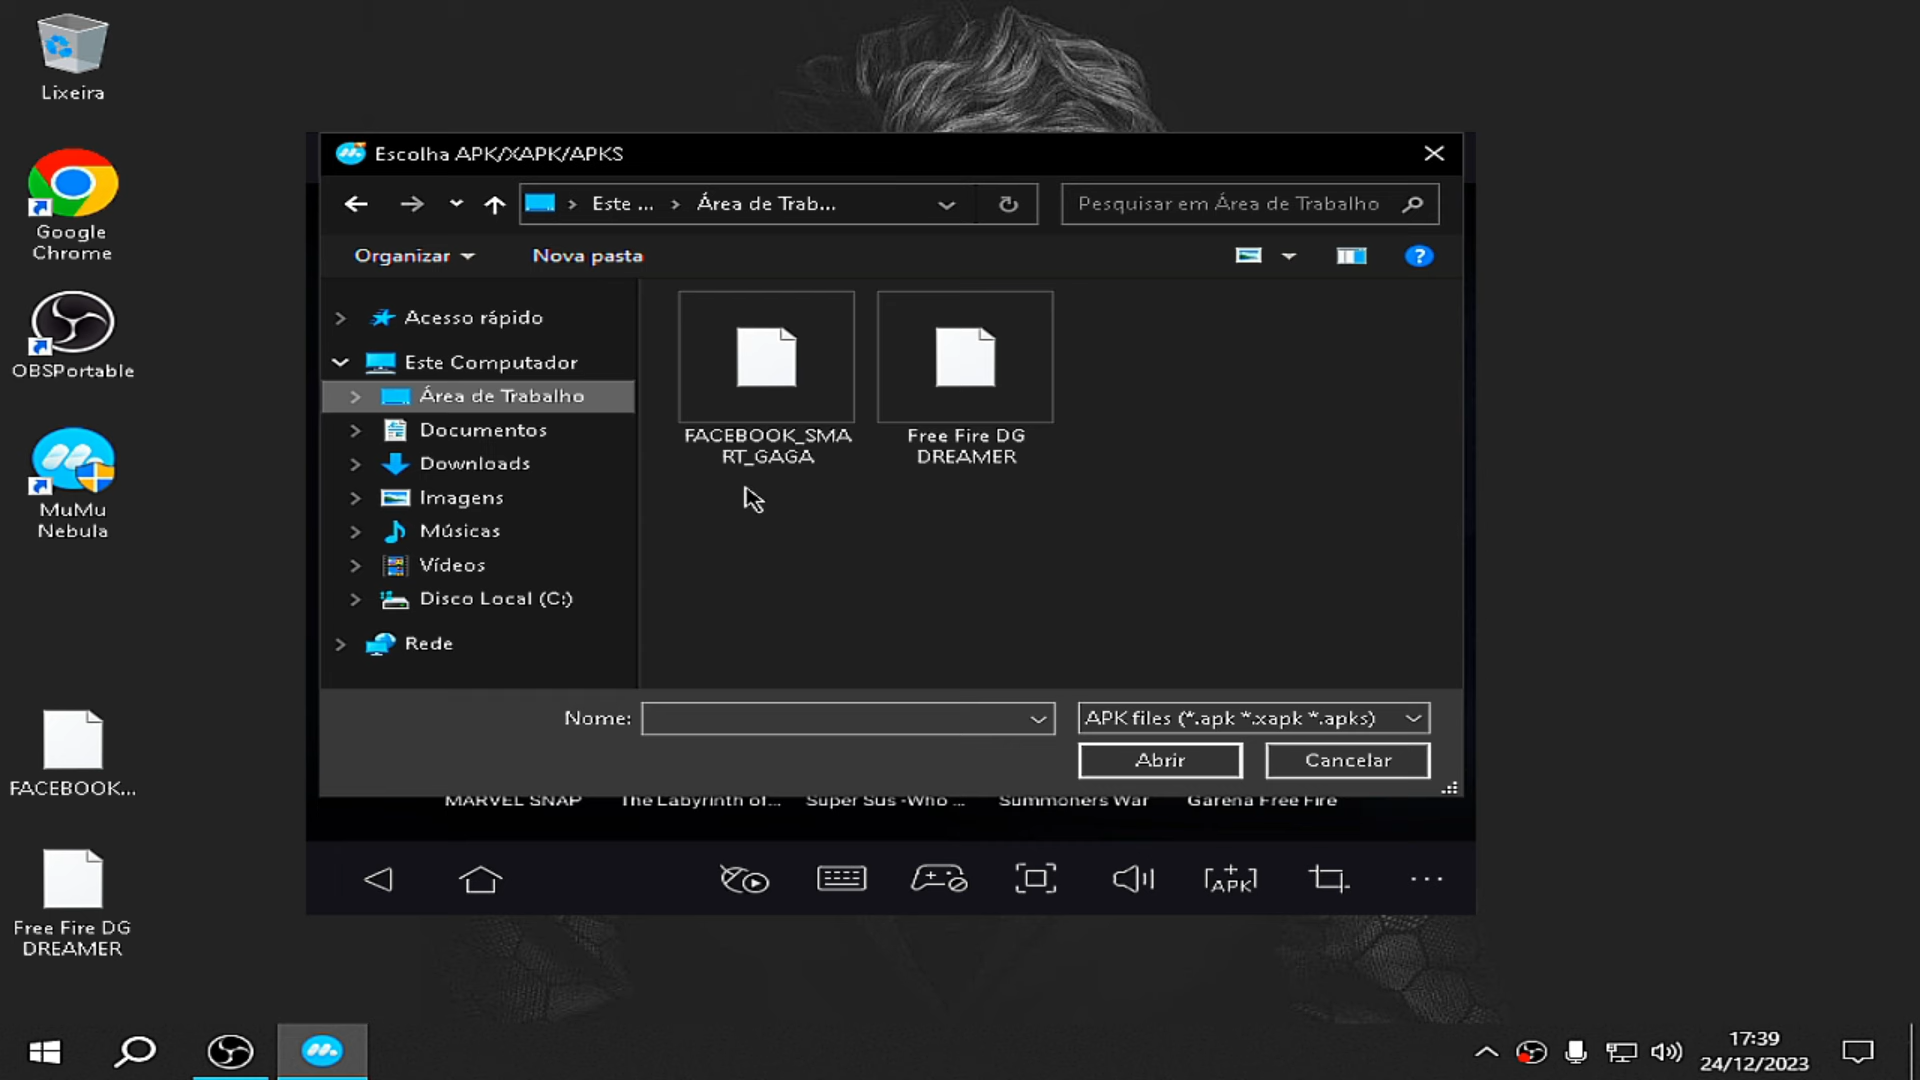 Lixeira
Google
Chrome
OBSPortable
MuMu
Nebula
FACEBOOK...
Free Fire DG
DREAMER
Escolha APK/XAPK/APKS
Este ...
Área de Trab...
Pesquisar em Área de Trabalho
Organizar
Nova pasta
Acesso rápido
Este Computador
Área de Trabalho
Documentos
Downloads
Imagens
Músicas
Vídeos
Disco Local (C:)
Rede
FACEBOOK_SMA
RT_GAGA
Free Fire DG
DREAMER
Nome:
APK files (*.apk *.xapk *.apks)
Abrir
Cancelar
MARVEL SNAP
The Labyrinth of...
Super Sus -Who ...
Summoners War
Garena Free Fire
APK
17:39
24/12/2023